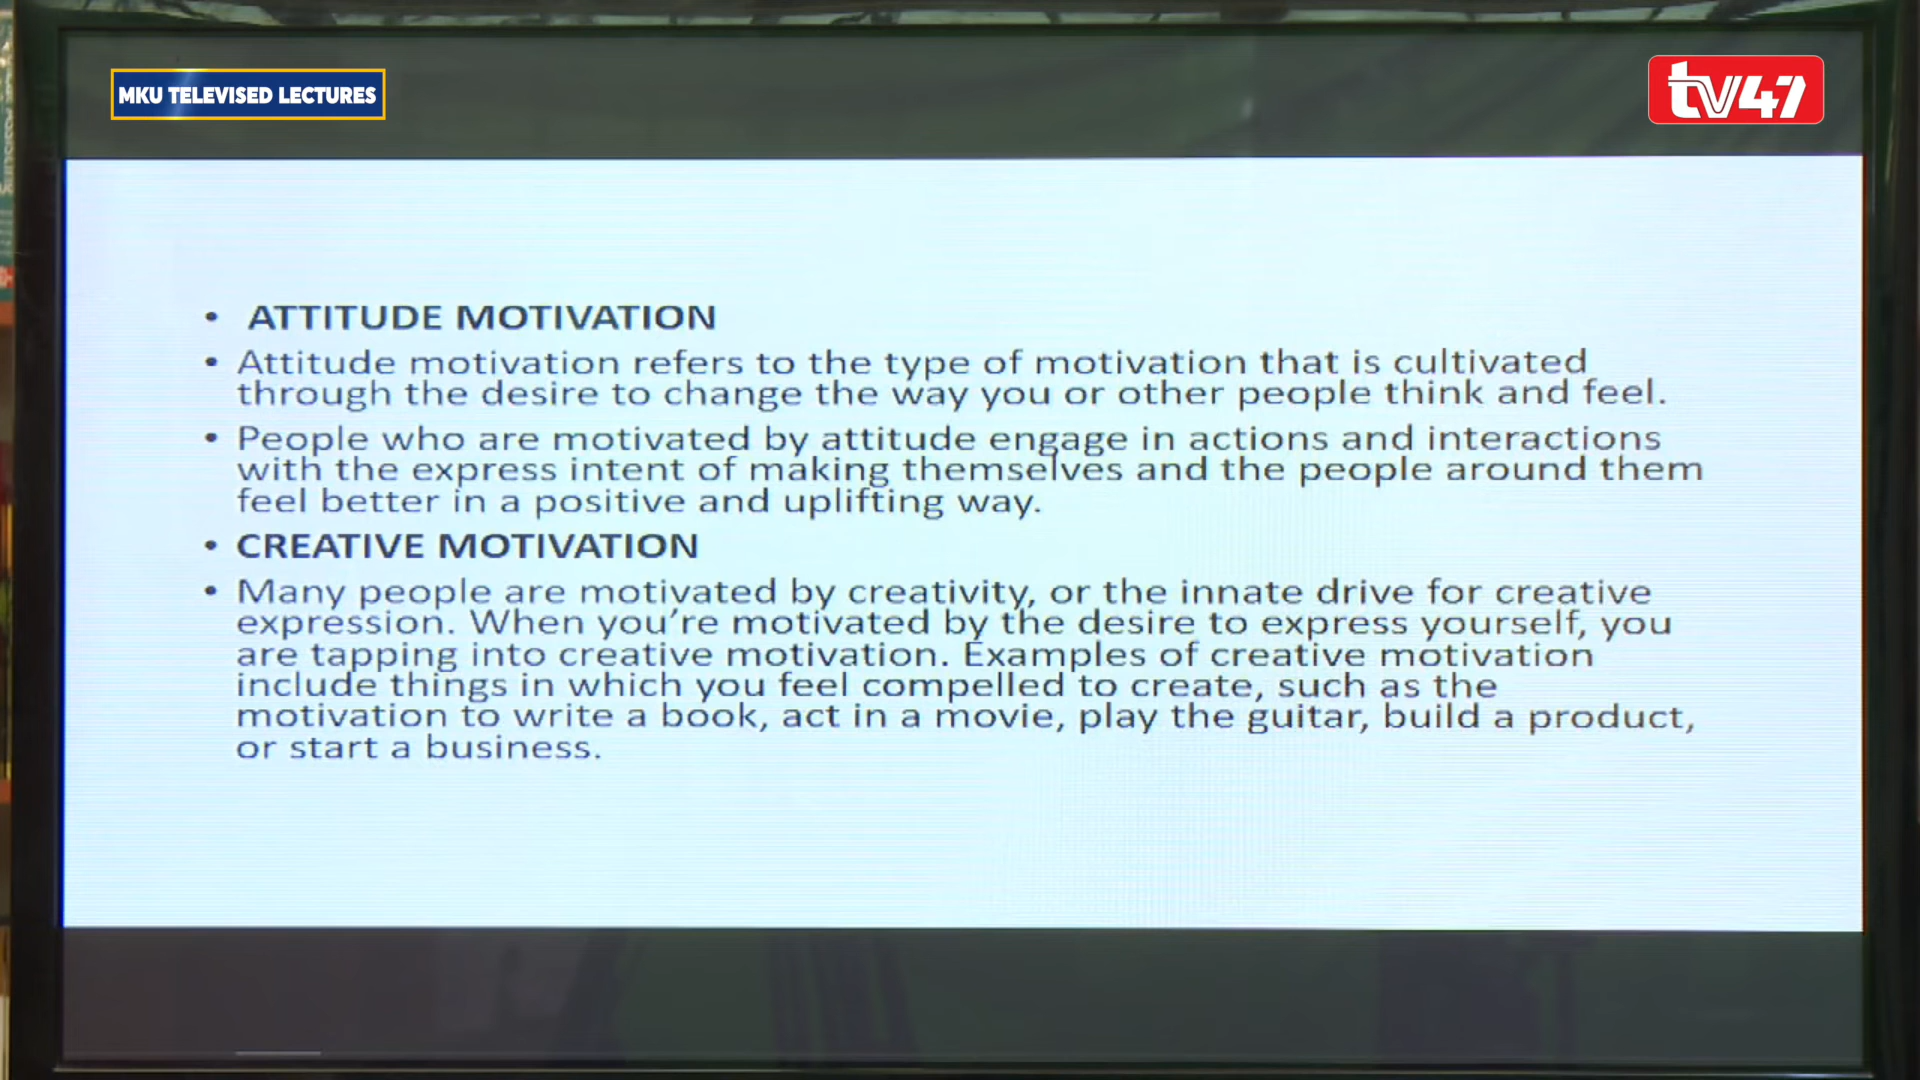 MKU TELEVISED LECTURES
tv47
• ATTITUDE MOTIVATION
• Attitude motivation refers to the type of motivation that is cultivated
through the desire to change the way you or other people think and feel.
• People who are motivated by attitude engage in actions and interactions
with the express intent of making themselves and the people around them
feel better in a positive and uplifting way.
• CREATIVE MOTIVATION
• Many people are motivated by creativity, or the innate drive for creative
expression. When you’re motivated by the desire to express yourself, you
are tapping into creative motivation. Examples of creative motivation
include things in which you feel compelled to create, such as the
motivation to write a book, act in a movie, play the guitar, build a product,
or start a business.